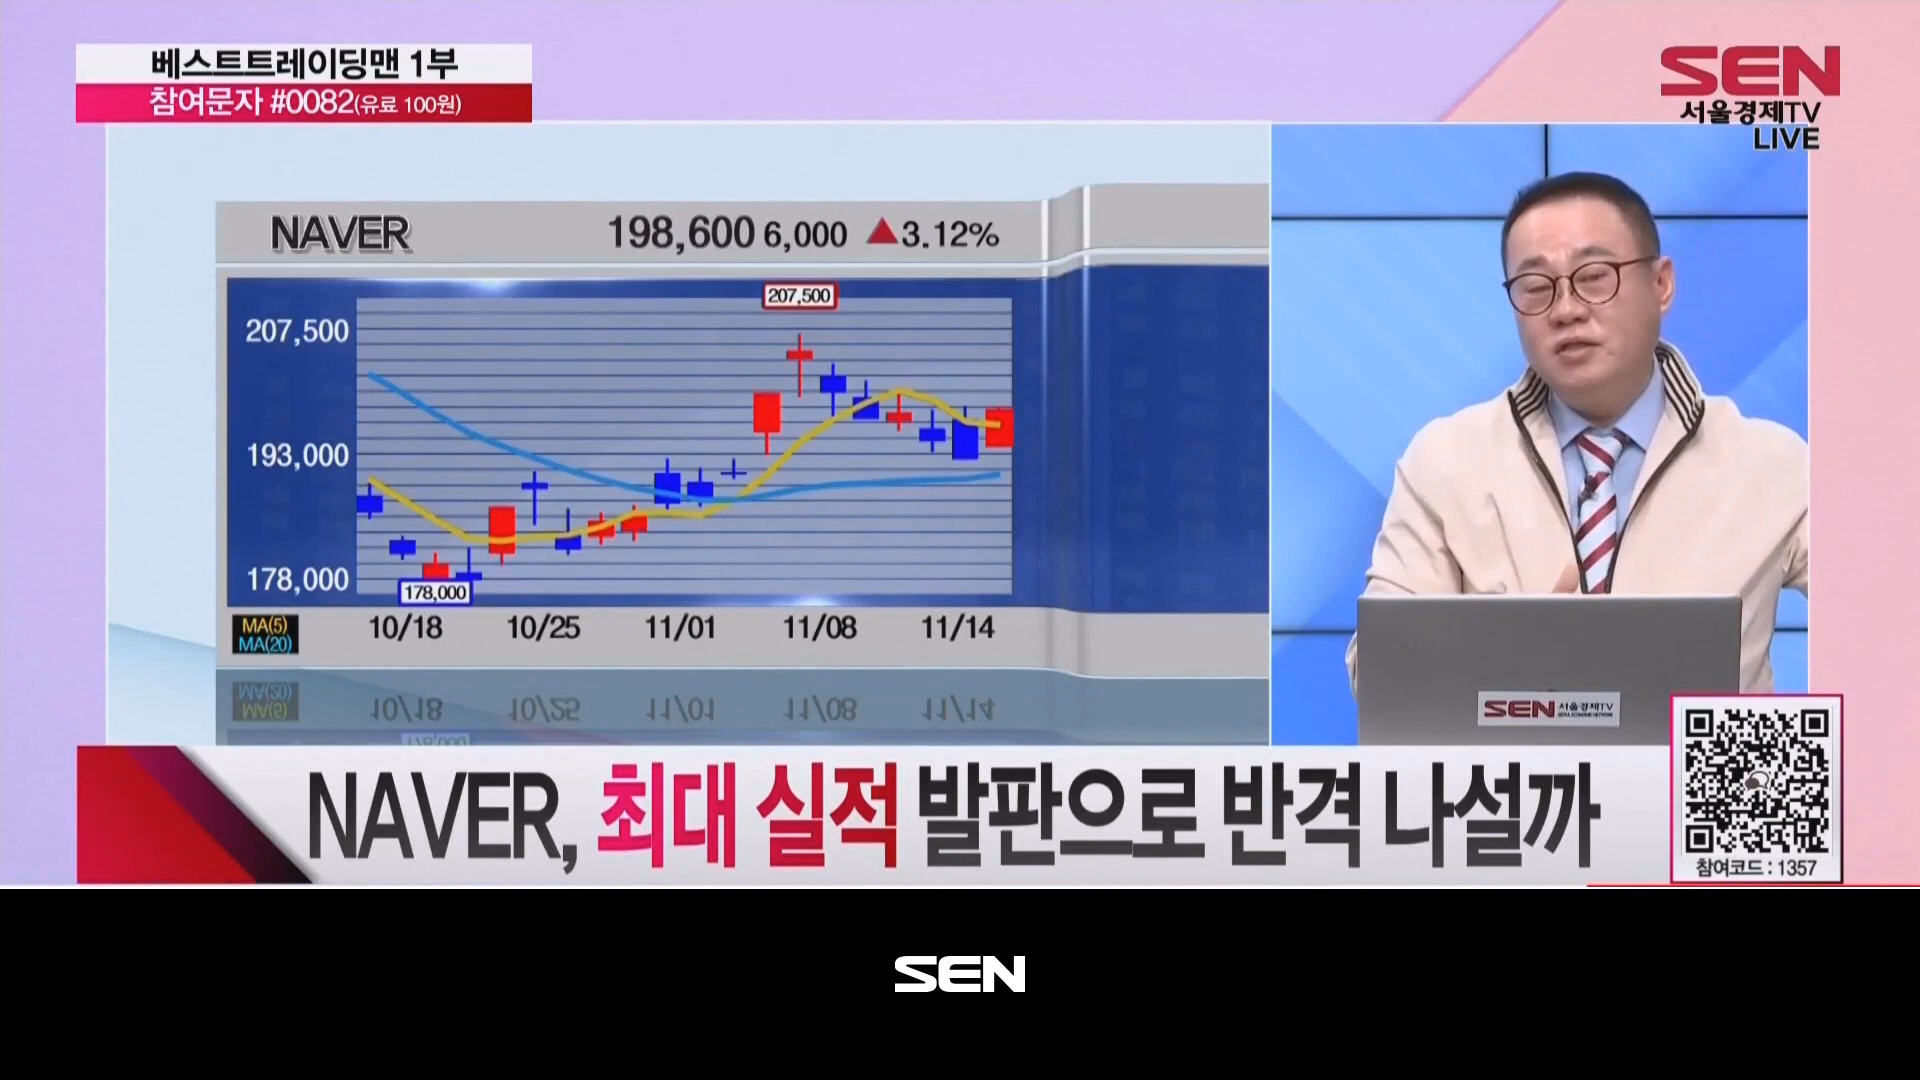 베스트트레이딩맨 1부
참여문자 #0082(유료 100원)
SEN
서울경제TV
LIVE
NAVER 198,600 6,000 ▲3.12%
207,500
207,500
193,000
178,000
178,000
MA(5)
MA(20)
10/18 10/25 11/01 11/08 11/14
SEN 서울경제TV
NAVER, 최대 실적 발판으로 반격 나설까
참여코드 : 1357
SEN